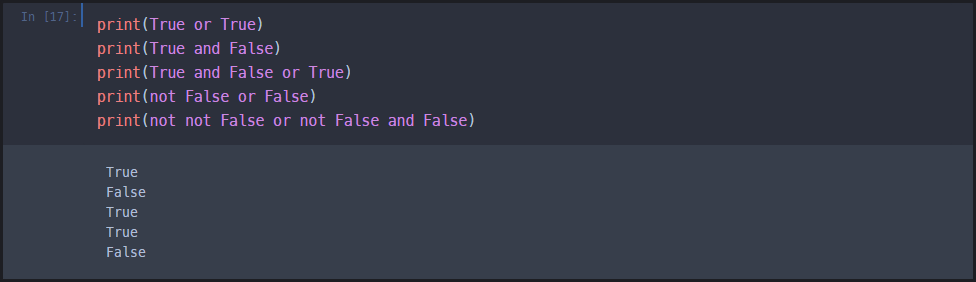 In [17]:
print(True or True)
print(True and False)
print(True and False or True)
print(not False or False)
print(not not False or not False and False)
True
False
True
True
False